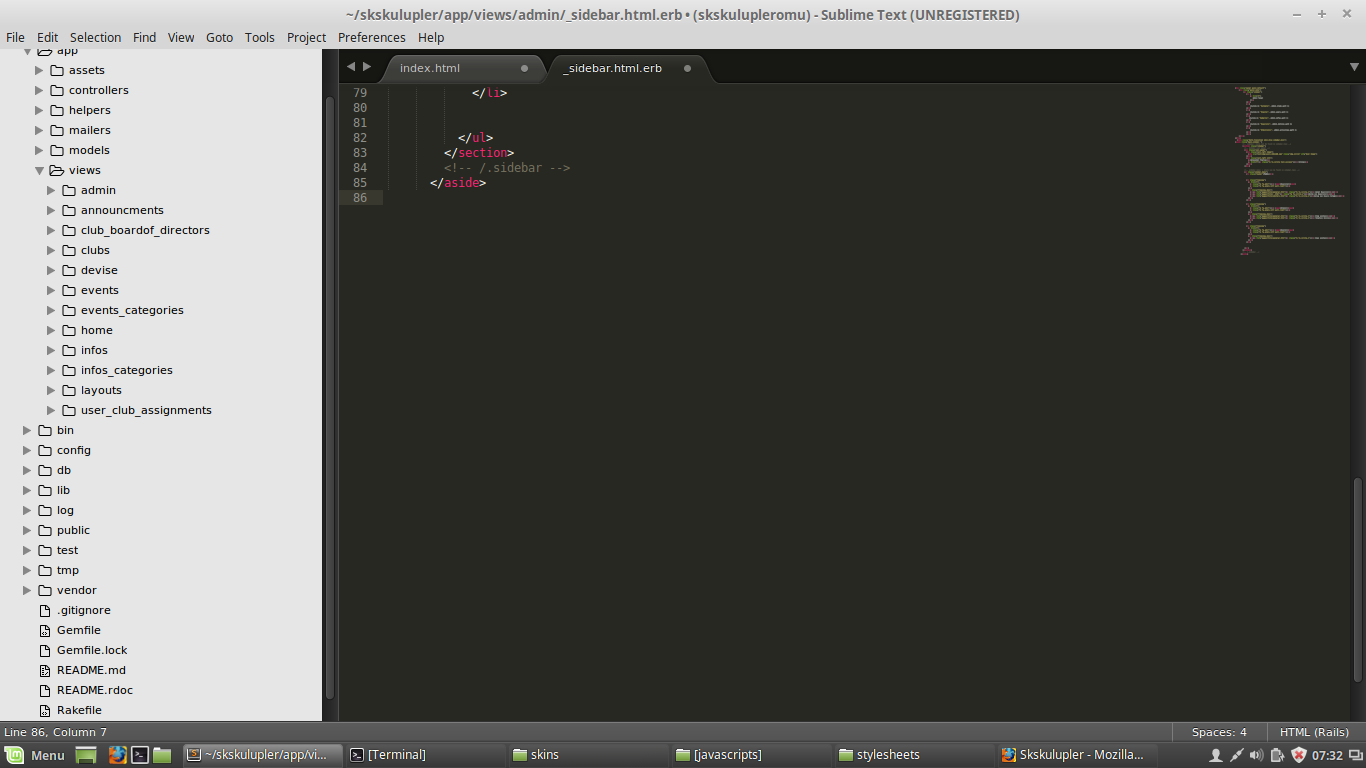 ~/skskulupler/app/views/admin/_sidebar.html.erb • (skskulupleromu) - Sublime Text (UNREGISTERED)
File Edit Selection Find View Goto Tools Project Preferences Help
app
assets
controllers
helpers
mailers
models
views
admin
announcments
club_boardof_directors
clubs
devise
events
events_categories
home
infos
infos_categories
layouts
user_club_assignments
bin
config
db
lib
log
public
test
tmp
vendor
.gitignore
Gemfile
Gemfile.lock
README.md
README.rdoc
Rakefile
index.html
_sidebar.html.erb
79 </li>
80
81
82 </ul>
83 </section>
84 <!-- /.sidebar -->
85 </aside>
86
Line 86, Column 7
Spaces: 4
HTML (Rails)
Menu
~/skskulupler/app/vi...
[Terminal]
skins
[javascripts]
stylesheets
Skskulupler - Mozilla...
07:32